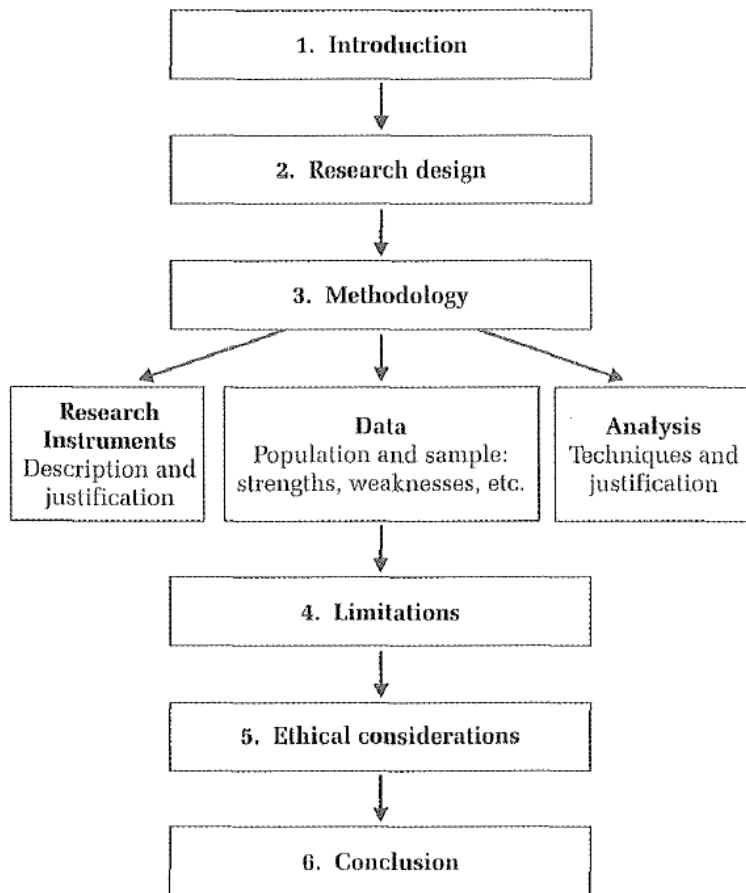 1. Introduction
2. Research design
3. Methodology
Research
Instruments
Description and
justification
Data
Population and sample:
strengths, weaknesses, etc.
Analysis
Techniques and
justification
4. Limitations
5. Ethical considerations
6. Conclusion